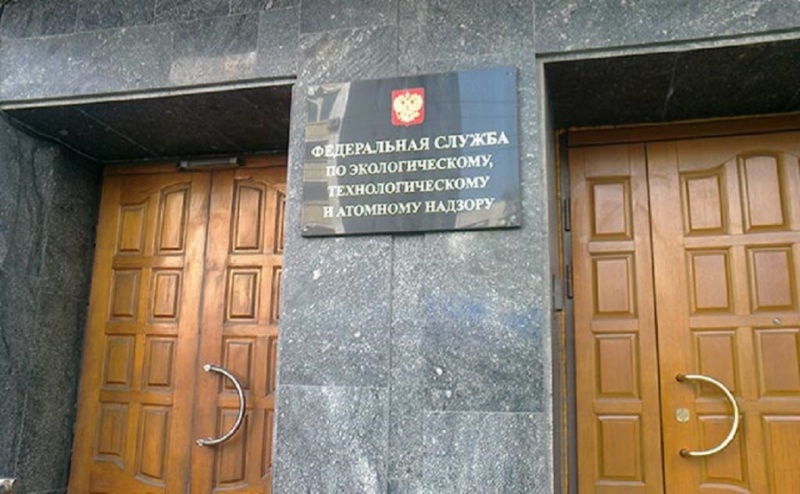 ФЕДЕРАЛЬНАЯ СЛУЖБА
ПО ЭКОЛОГИЧЕСКОМУ,
ТЕХНОЛОГИЧЕСКОМУ
И АТОМНОМУ НАДЗОРУ